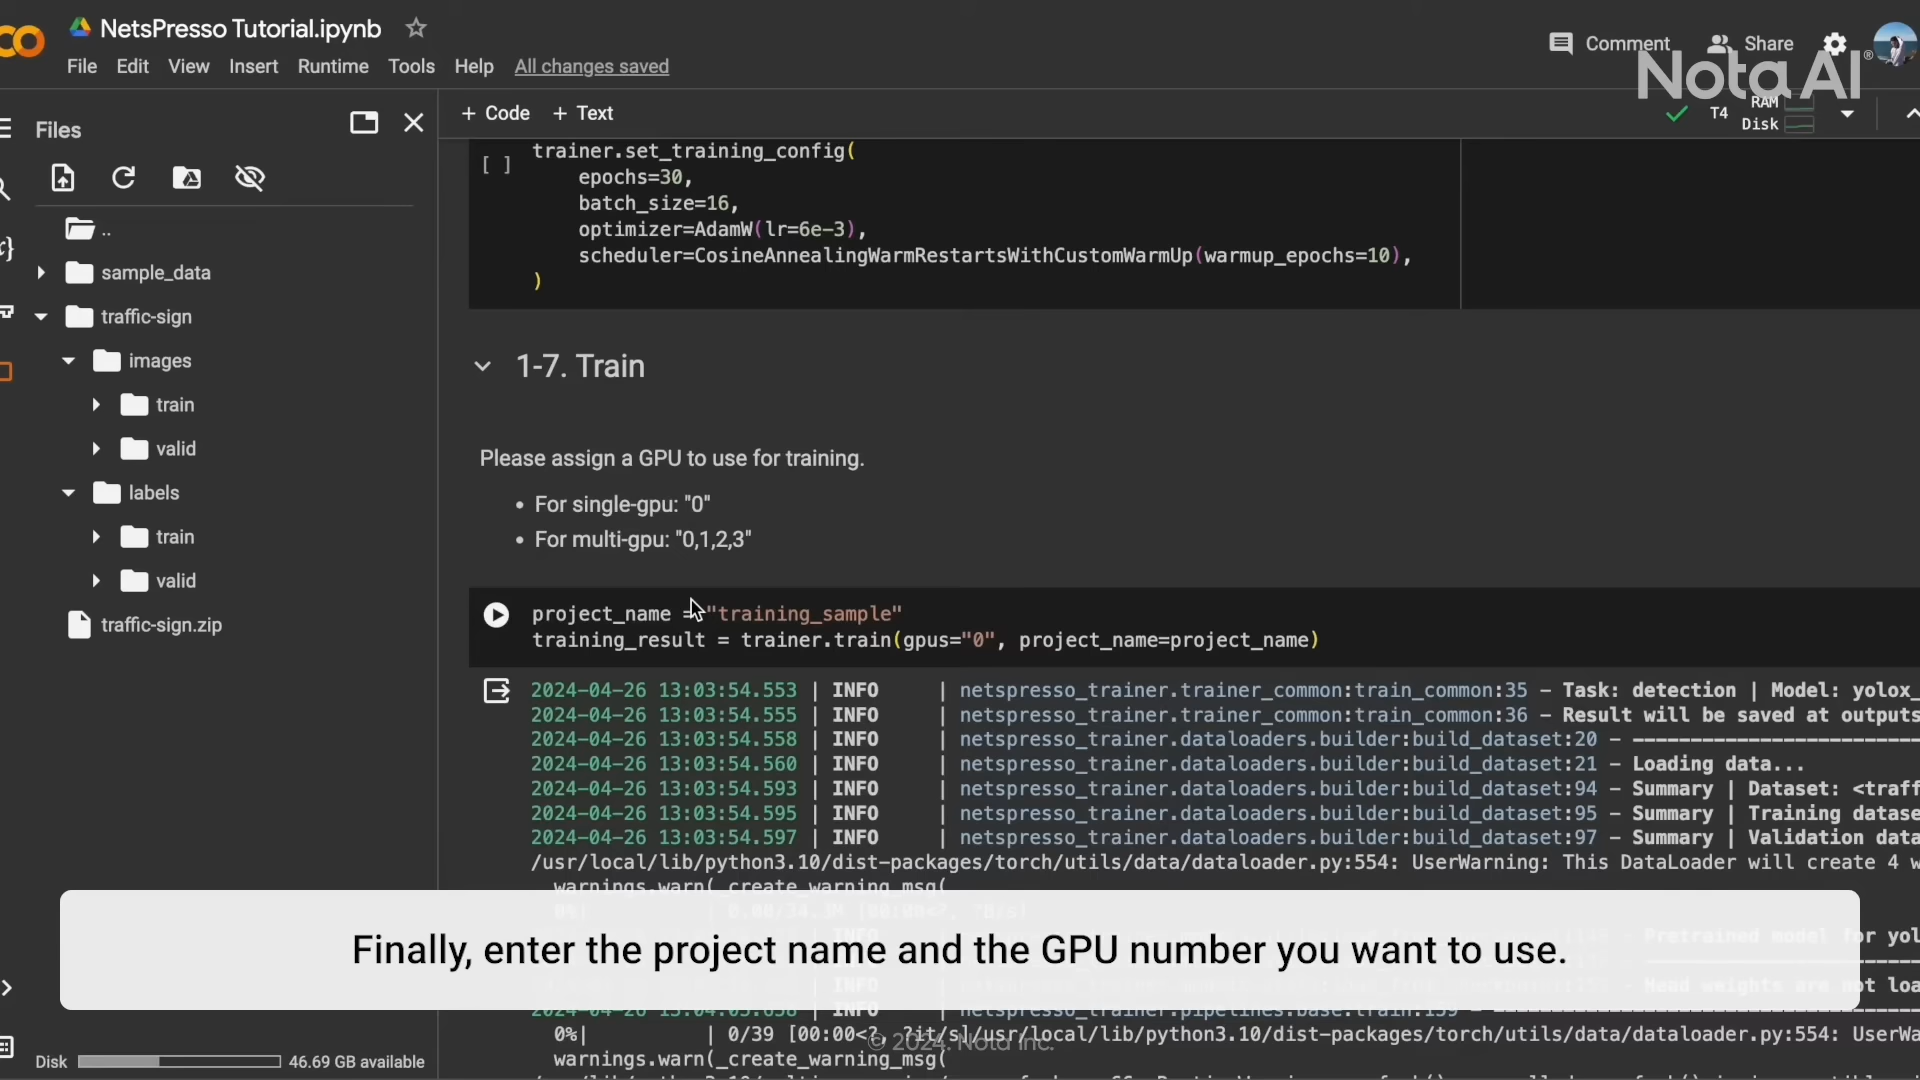 NetsPresso Tutorial.ipynb
File Edit View Insert Runtime Tools Help All changes saved
Comment Share
Nota AI®
T4 RAM
Disk
Files
+ Code + Text
..
sample_data
traffic-sign
images
train
valid
labels
train
valid
traffic-sign.zip
Disk 46.69 GB available
[ ] trainer.set_training_config(
epochs=30,
batch_size=16,
optimizer=AdamW(lr=6e-3),
scheduler=CosineAnnealingWarmRestartsWithCustomWarmUp(warmup_epochs=10),
)
1-7. Train
Please assign a GPU to use for training.
• For single-gpu: "0"
• For multi-gpu: "0,1,2,3"
project_name = "training_sample"
training_result = trainer.train(gpus="0", project_name=project_name)
2024-04-26 13:03:54.553 | INFO | netspresso_trainer.trainer_common:train_common:35 - Task: detection | Model: yolox_
2024-04-26 13:03:54.555 | INFO | netspresso_trainer.trainer_common:train_common:36 - Result will be saved at outputs
2024-04-26 13:03:54.558 | INFO | netspresso_trainer.dataloaders.builder:build_dataset:20 - ------------------------
2024-04-26 13:03:54.560 | INFO | netspresso_trainer.dataloaders.builder:build_dataset:21 - Loading data...
2024-04-26 13:03:54.593 | INFO | netspresso_trainer.dataloaders.builder:build_dataset:94 - Summary | Dataset: <traff
2024-04-26 13:03:54.595 | INFO | netspresso_trainer.dataloaders.builder:build_dataset:95 - Summary | Training datase
2024-04-26 13:03:54.597 | INFO | netspresso_trainer.dataloaders.builder:build_dataset:97 - Summary | Validation data
/usr/local/lib/python3.10/dist-packages/torch/utils/data/dataloader.py:554: UserWarning: This DataLoader will create 4 w
warnings.warn(_create_warning_msg(
Finally, enter the project name and the GPU number you want to use.
0%| | 0/39 [00:00<?, ?it/s]/usr/local/lib/python3.10/dist-packages/torch/utils/data/dataloader.py:554: UserWa
© 2024. Nota Inc.
warnings.warn(_create_warning_msg(